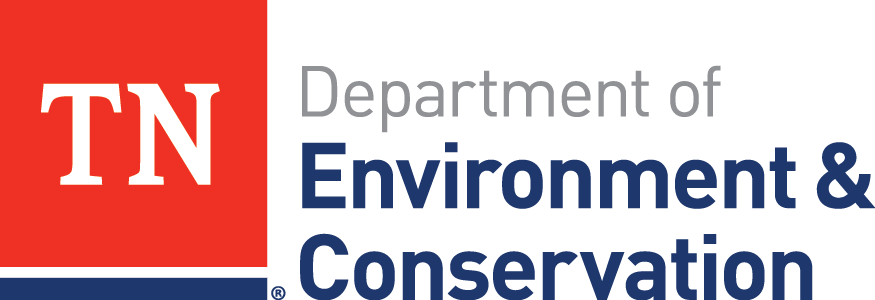 TN
®
Department of
Environment &
Conservation